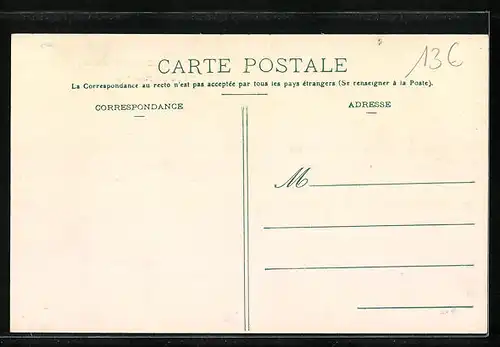 13€
CARTE POSTALE
La Correspondance au recto n'est pas acceptée par tous les pays étrangers (Se renseigner à la Poste).
CORRESPONDANCE
ADRESSE
M